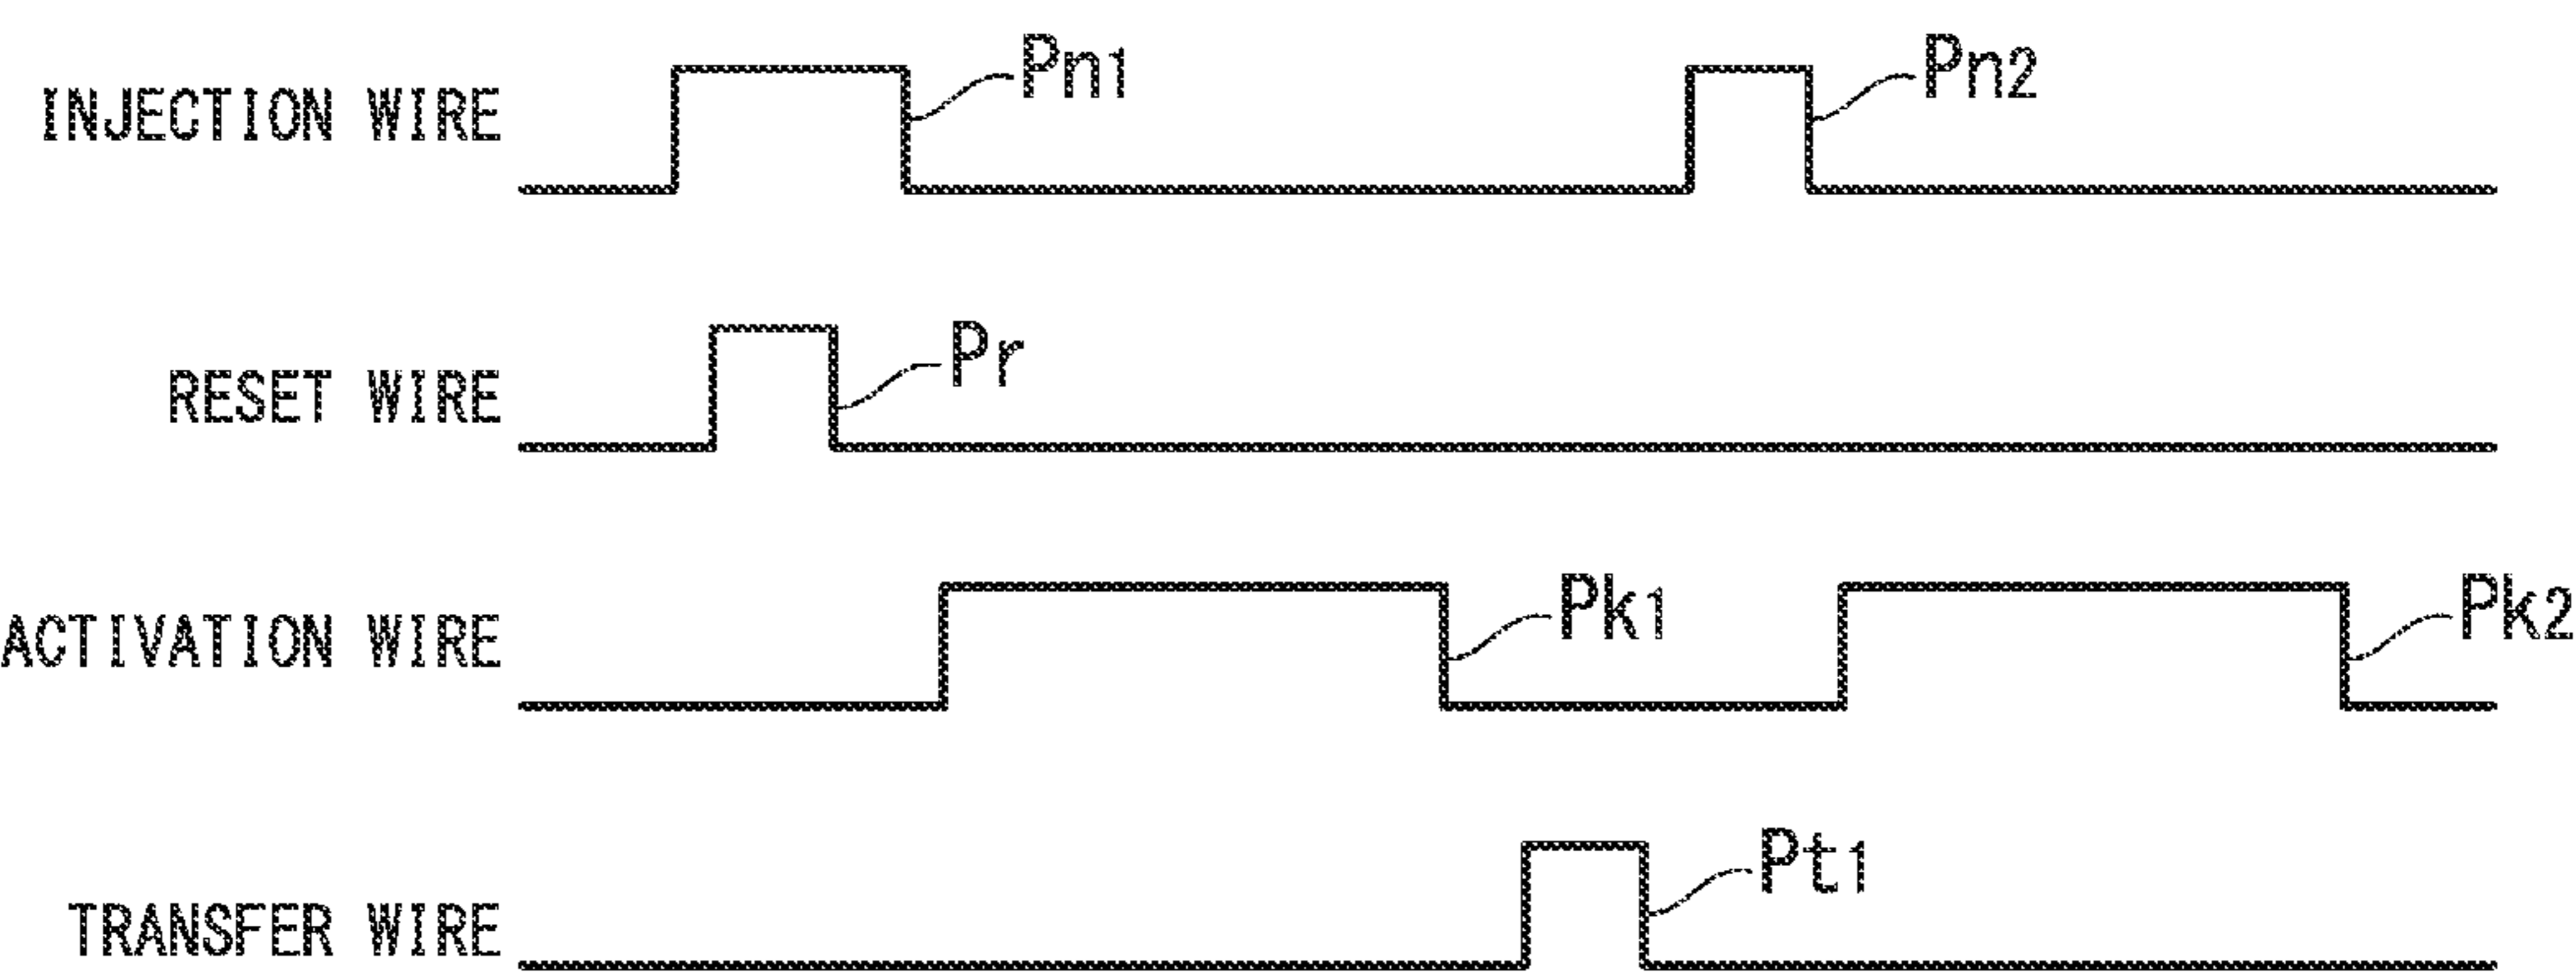 INJECTION WIRE Pn1 Pn2
RESET WIRE Pr
ACTIVATION WIRE Pk1 Pk2
TRANSFER WIRE Pt1